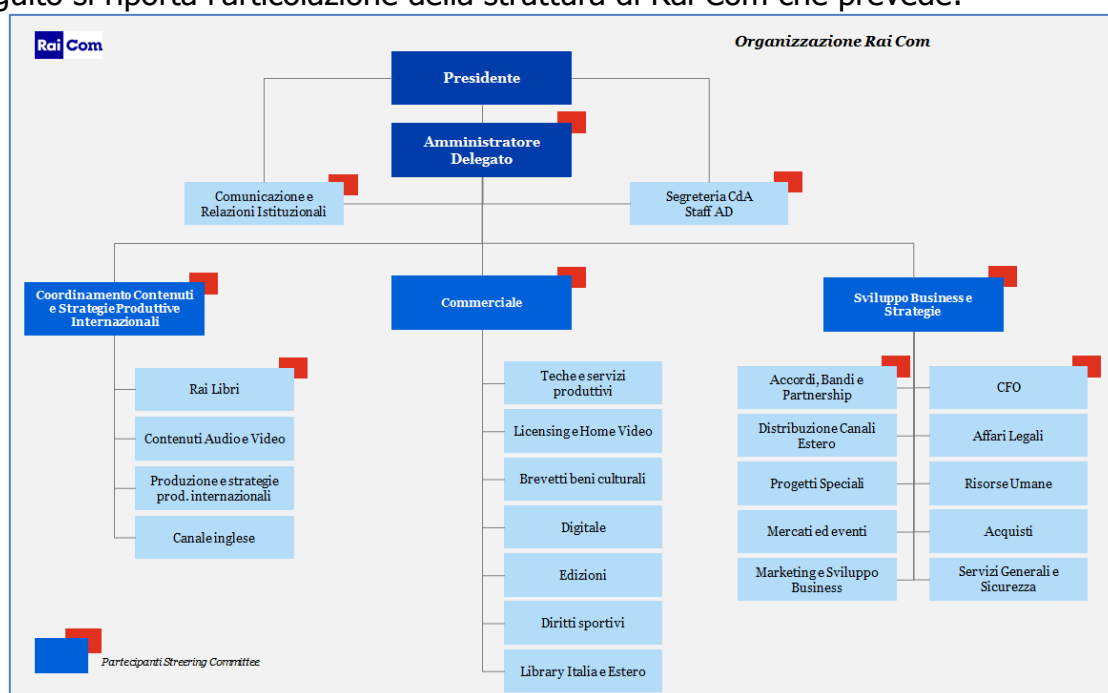 guito si riporta l'articolazione della struttura di Rai Com che prevede:
Rai Com
Organizzazione Rai Com
Presidente
Amministratore
Delegato
Comunicazione e
Relazioni Istituzionali
Segreteria CdA
Staff AD
Coordinamento Contenuti
e Strategie Produttive
Internazionali
Commerciale
Sviluppo Business e
Strategie
Rai Libri
Contenuti Audio e Video
Produzione e strategie
prod. internazionali
Canale inglese
Teche e servizi
produttivi
Licensing e Home Video
Brevetti beni culturali
Digitale
Edizioni
Diritti sportivi
Library Italia e Estero
Accordi, Bandi e
Partnership
Distribuzione Canali
Estero
Progetti Speciali
Mercati ed eventi
Marketing e Sviluppo
Business
CFO
Affari Legali
Risorse Umane
Acquisti
Servizi Generali e
Sicurezza
Partecipanti Streering Committee